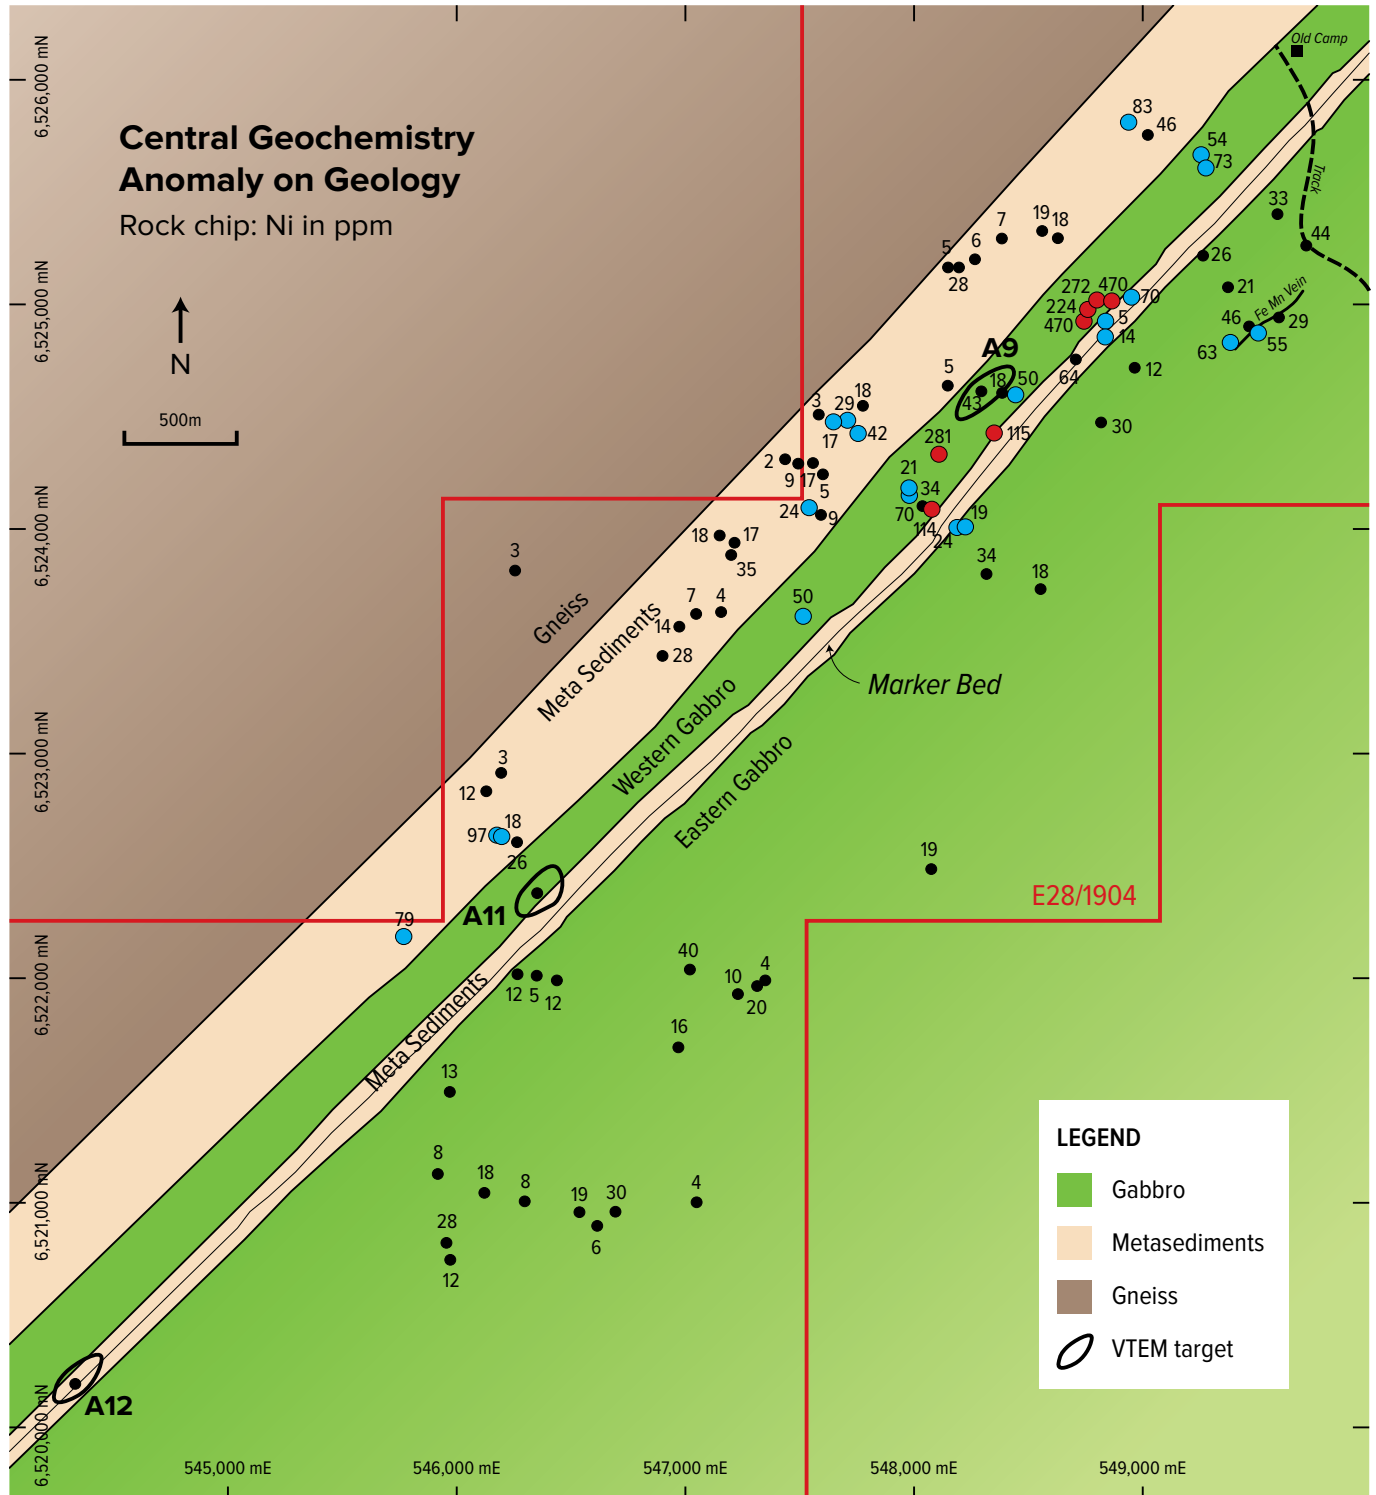 Old Camp
6,526,000 mN
83
46
Central Geochemistry
Anomaly on Geology
Rock chip: Ni in ppm
54
73
Track
33
44
19
18
7
6
5
28
26
21
Fe Mn Vein
46
29
55
63
6,525,000 mN
272
470
70
224
470
5
14
N
A9
64
12
5
18
50
43
500m
3
29
18
17
42
30
281
115
2
9
17
5
21
34
70
114
24
9
19
24
6,524,000 mN
18
17
35
34
18
3
Gneiss
Meta Sediments
7
4
14
50
28
Marker Bed
Western Gabbro
Eastern Gabbro
6,523,000 mN
3
12
97
18
26
19
E28/1904
A11
79
6,522,000 mN
Meta Sediments
12
5
12
40
10
4
20
16
13
8
18
8
19
30
6
4
28
12
6,521,000 mN
LEGEND
Gabbro
Metasediments
Gneiss
VTEM target
A12
6,520,000 mN
545,000 mE
546,000 mE
547,000 mE
548,000 mE
549,000 mE